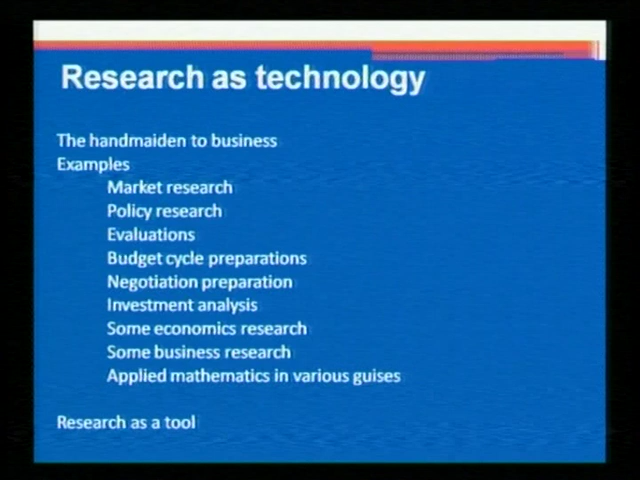 Research as technology
The handmaiden to business
Examples
Market research
Policy research
Evaluations
Budget cycle preparations
Negotiation preparation
Investment analysis
Some economics research
Some business research
Applied mathematics in various guises
Research as a tool